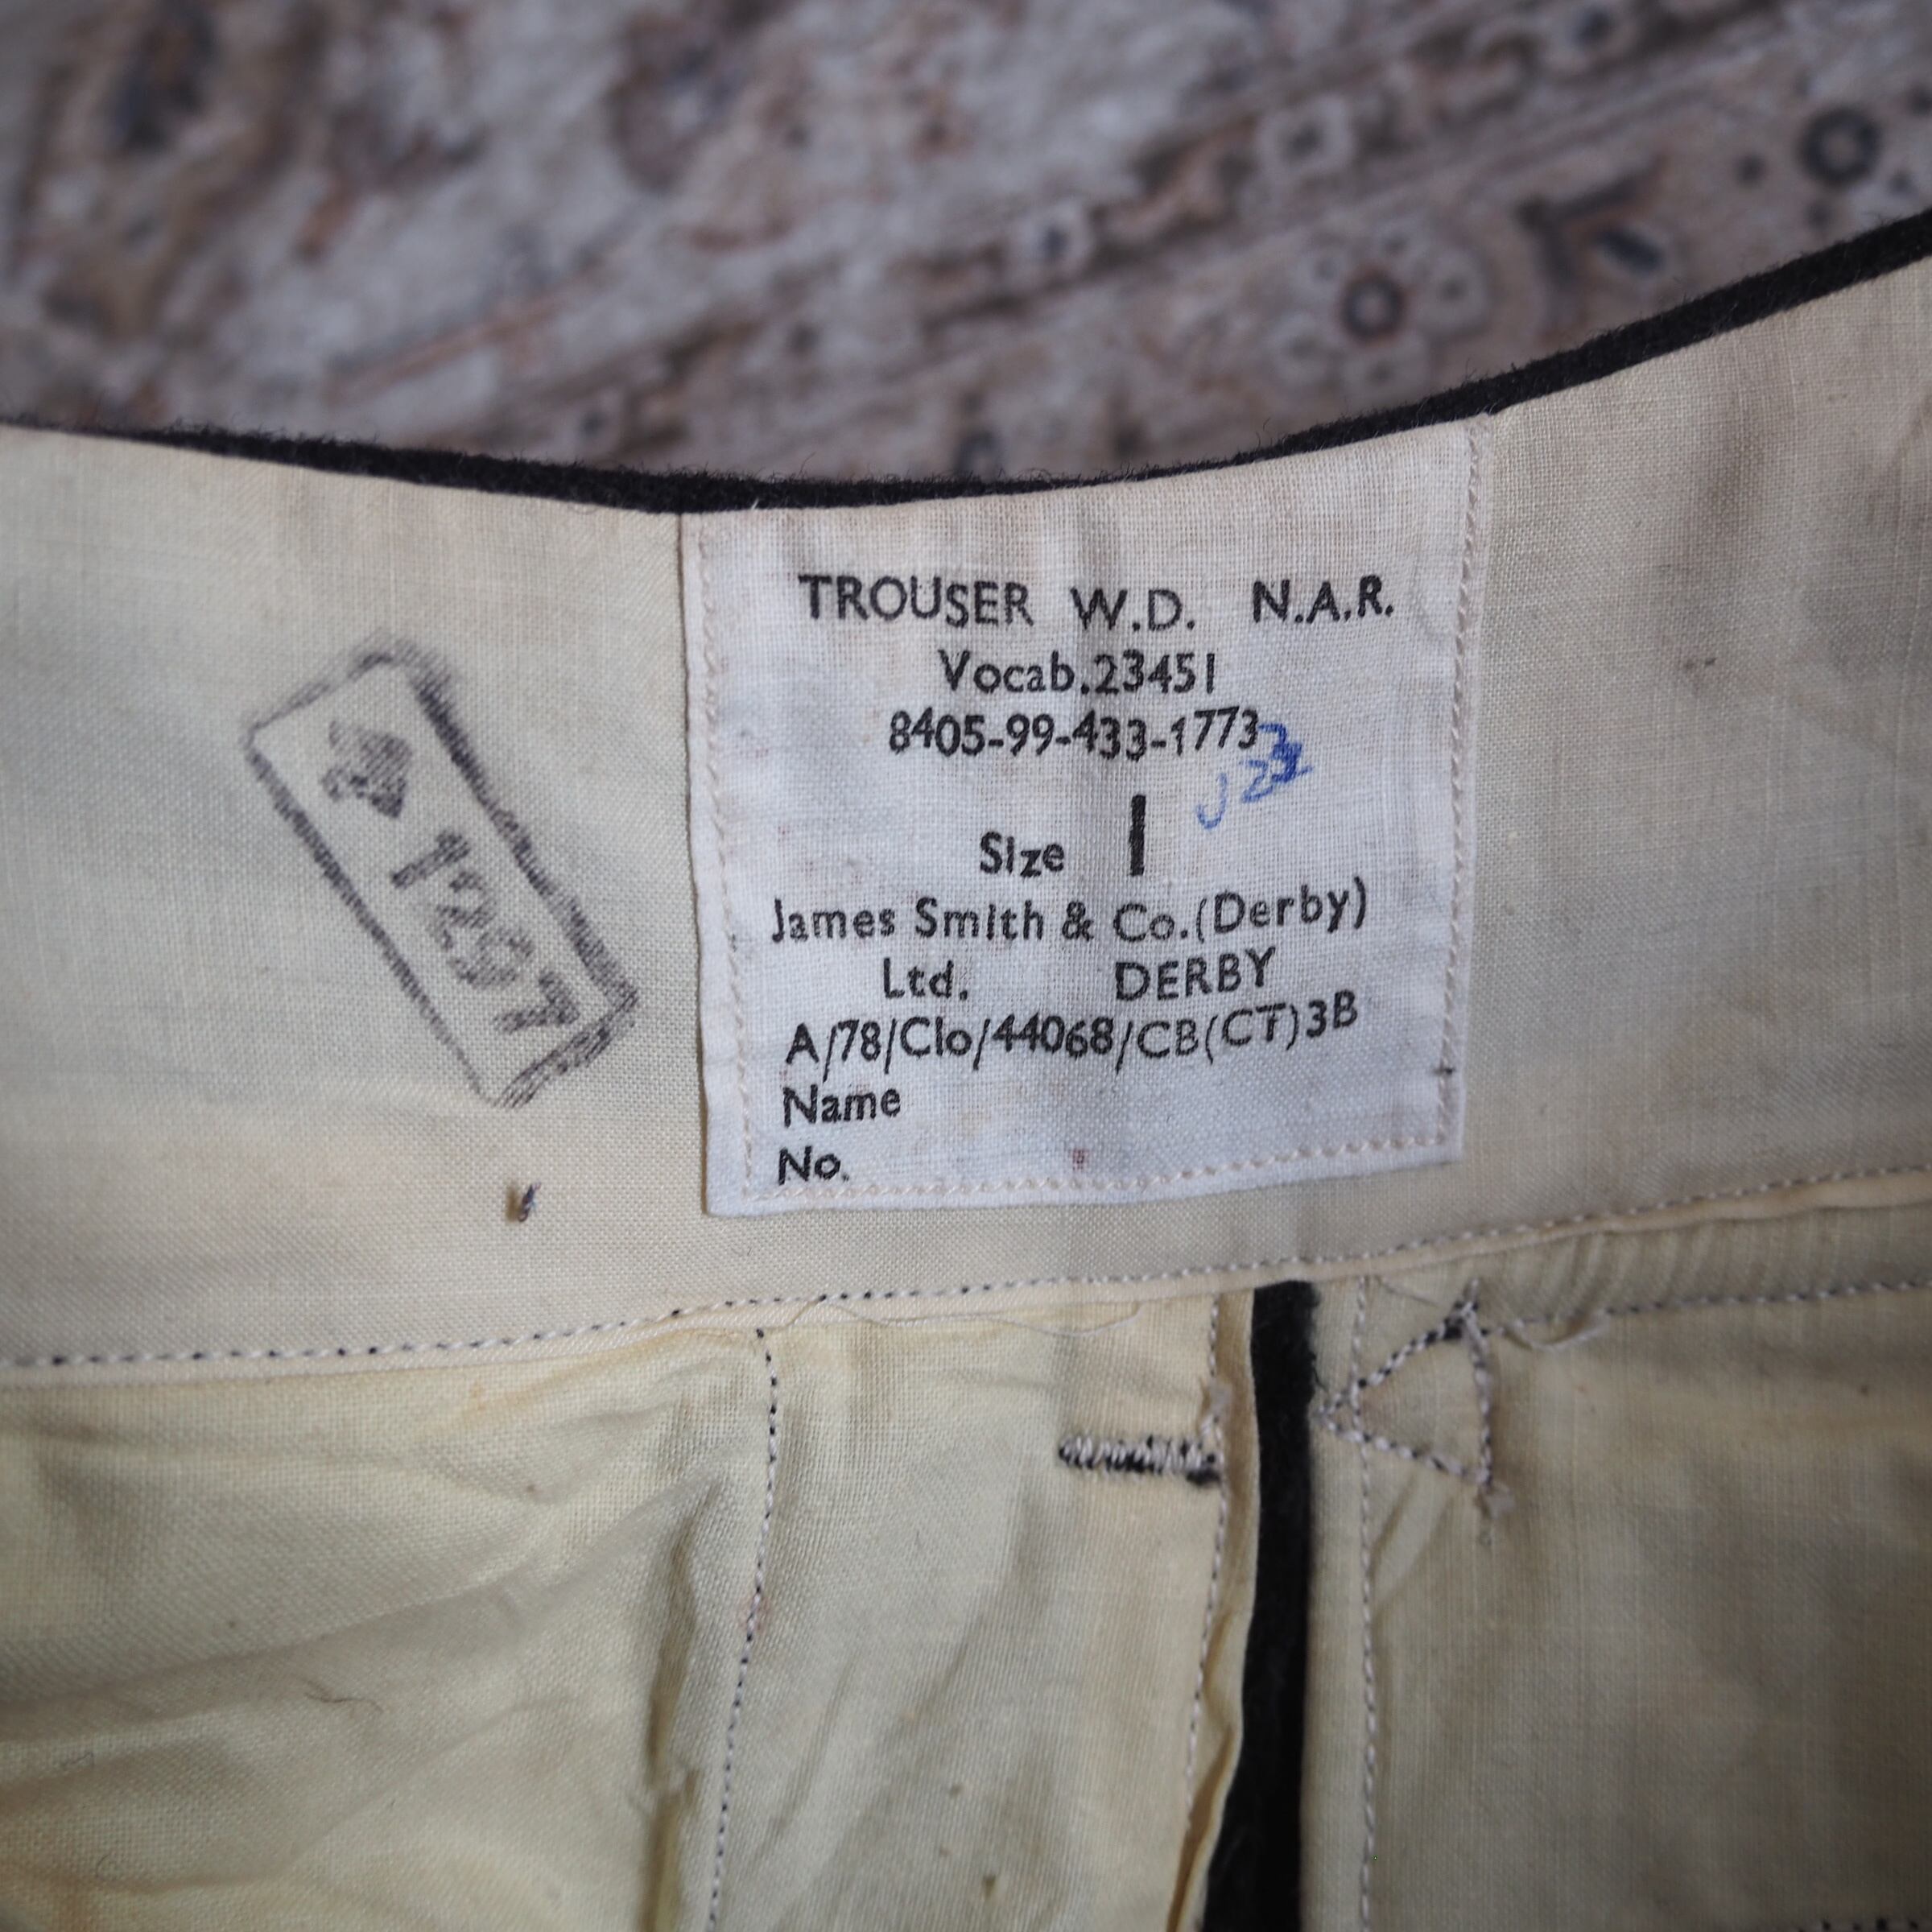 TROUSER W.D. N.A.R.
Vocab.23451
8405-99-433-1773
Size 1
James Smith & Co.(Derby)
Ltd. DERBY
A/78/Clo/44068/CB(CT)3B
Name
No.
1297